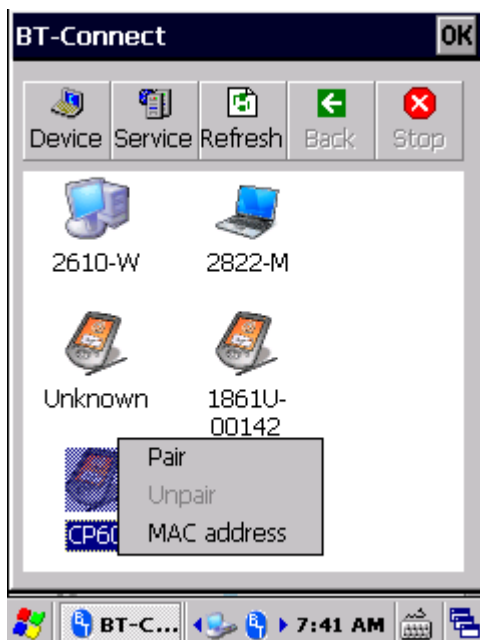 BT-Connect OK
Device Service Refresh Back Stop
2610-W 2822-M
Unknown 1861U-
00142
Pair
Unpair
MAC address
BT-C... 7:41 AM